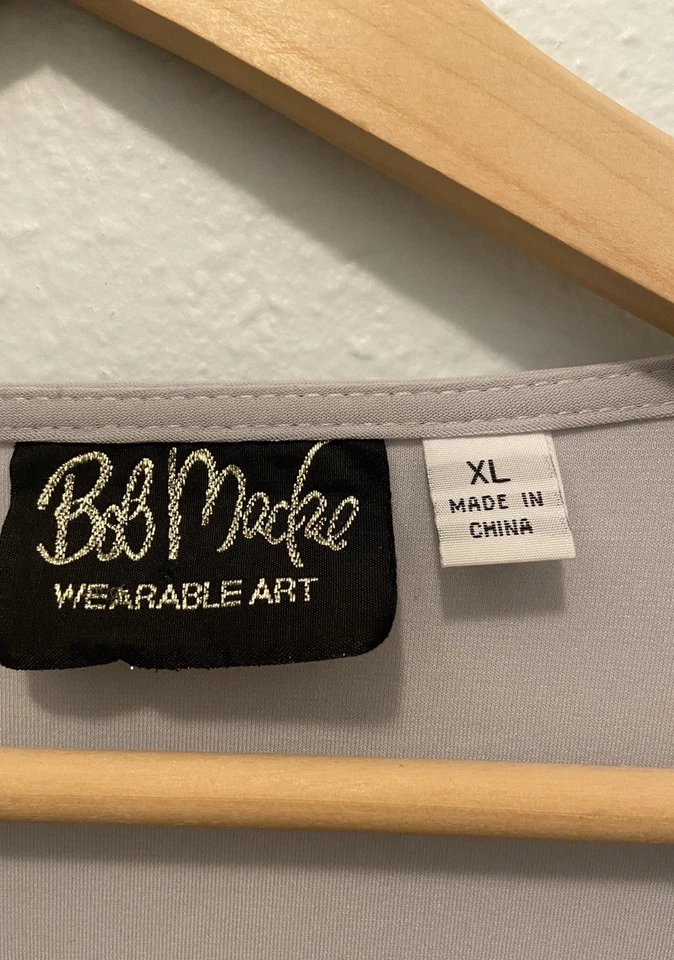 Bob Mackie
WEARABLE ART
XL
MADE IN
CHINA